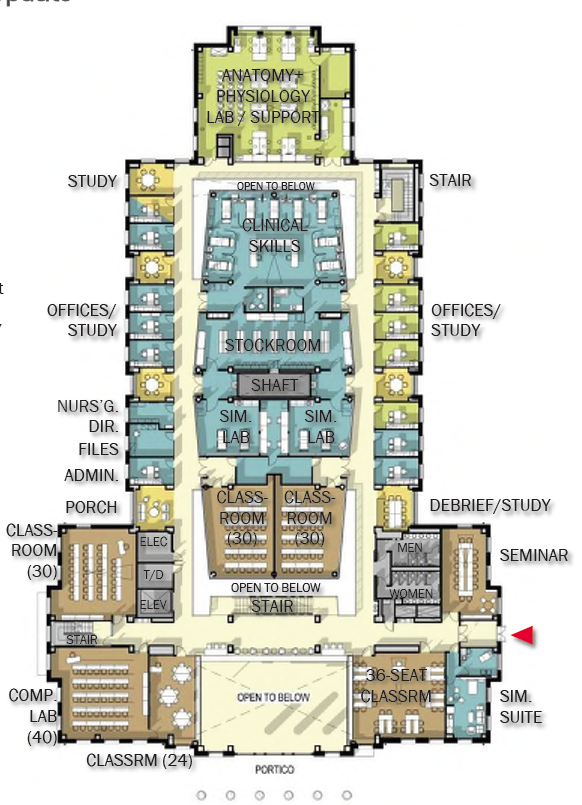 ANATOMY+
PHYSIOLOGY
LAB / SUPPORT
STUDY
OPEN TO BELOW
STAIR
CLINICAL
SKILLS
OFFICES/
STUDY
OFFICES/
STUDY
STOCKROOM
SHAFT
NURS'G.
DIR.
SIM.
LAB
SIM.
LAB
FILES
ADMIN.
PORCH
CLASS-
ROOM
(30)
CLASS-
ROOM
(30)
DEBRIEF/STUDY
CLASS-
ROOM
(30)
ELEC
T/D
ELEV
MEN
WOMEN
SEMINAR
OPEN TO BELOW
STAIR
STAIR
COMP.
LAB
(40)
OPEN TO BELOW
36-SEAT
CLASSRM
SIM.
SUITE
CLASSRM (24)
PORTICO